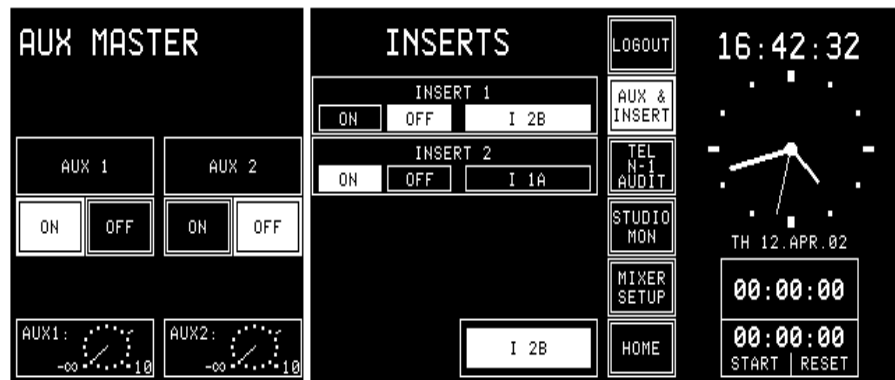 AUX MASTER
AUX 1
AUX 2
ON
OFF
ON
OFF
AUX1:
-∞
10
AUX2:
-∞
10
INSERTS
INSERT 1
ON
OFF
I 2B
INSERT 2
ON
OFF
I 1A
I 2B
LOGOUT
AUX &
INSERT
TEL
N-1
AUDIT
STUDIO
MON
MIXER
SETUP
HOME
16:42:32
TH 12.APR.02
00:00:00
00:00:00
START | RESET